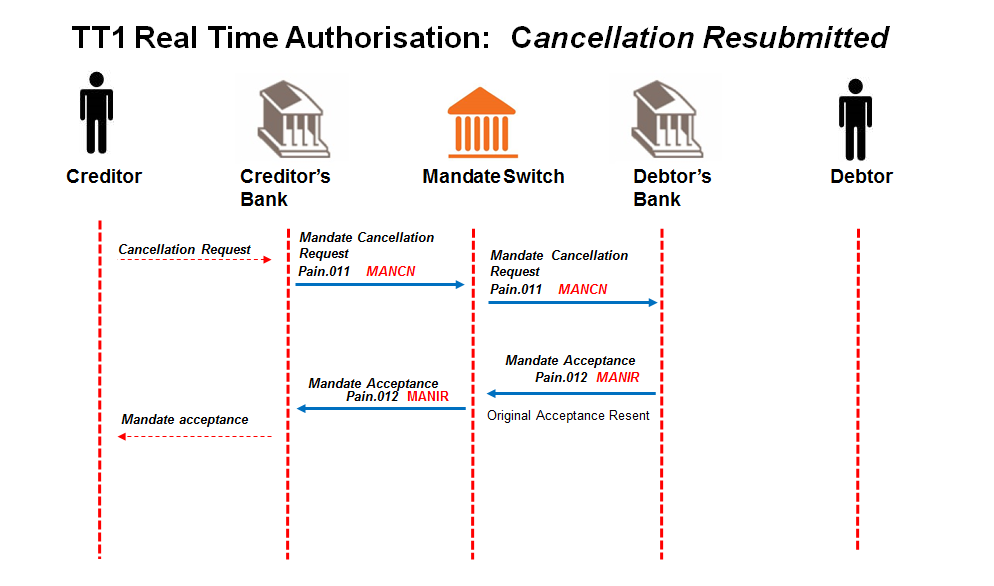 TT1 Real Time Authorisation: Cancellation Resubmitted
Creditor
Creditor's
Bank
Mandate Switch
Debtor's
Bank
Debtor
Cancellation Request
Mandate Cancellation
Request
Pain.011 MANCN
Mandate Cancellation
Request
Pain.011 MANCN
Mandate Acceptance
Pain.012 MANIR
Original Acceptance Resent
Mandate Acceptance
Pain.012 MANIR
Mandate acceptance